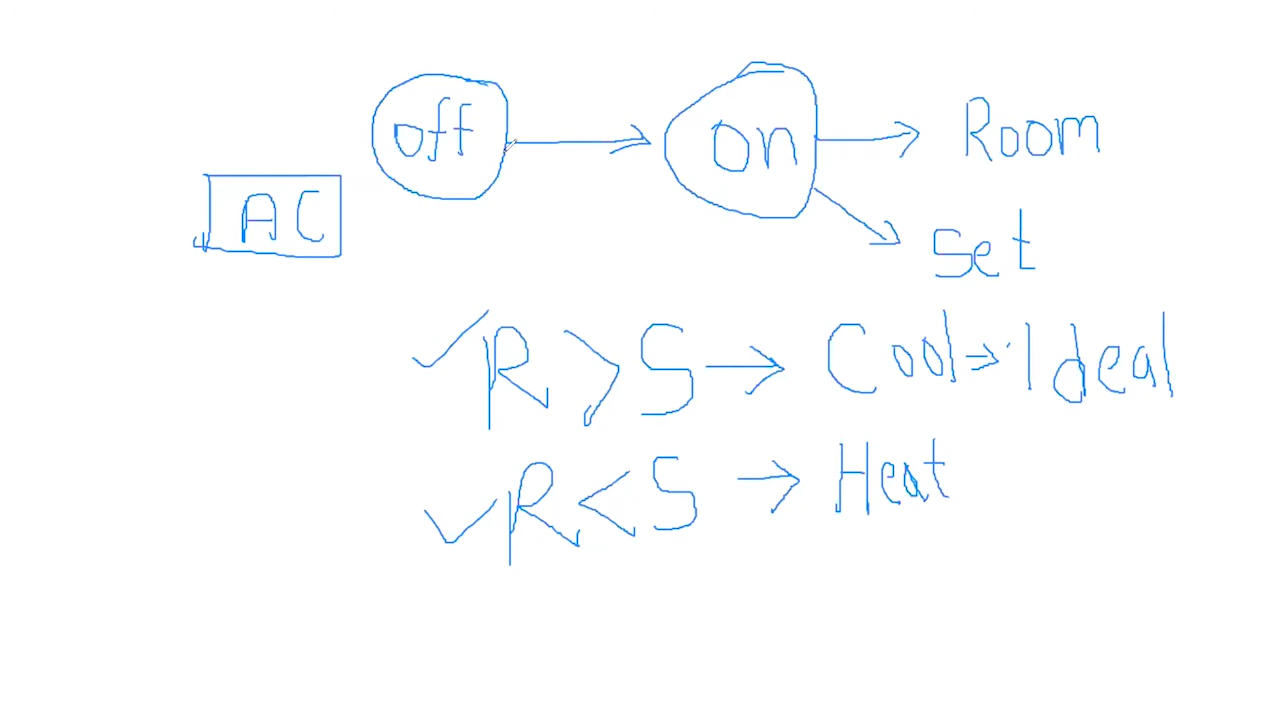 off → on → Room
AC
→ Set
✓ R > S → Cool → Ideal
✓ R < S → Heat